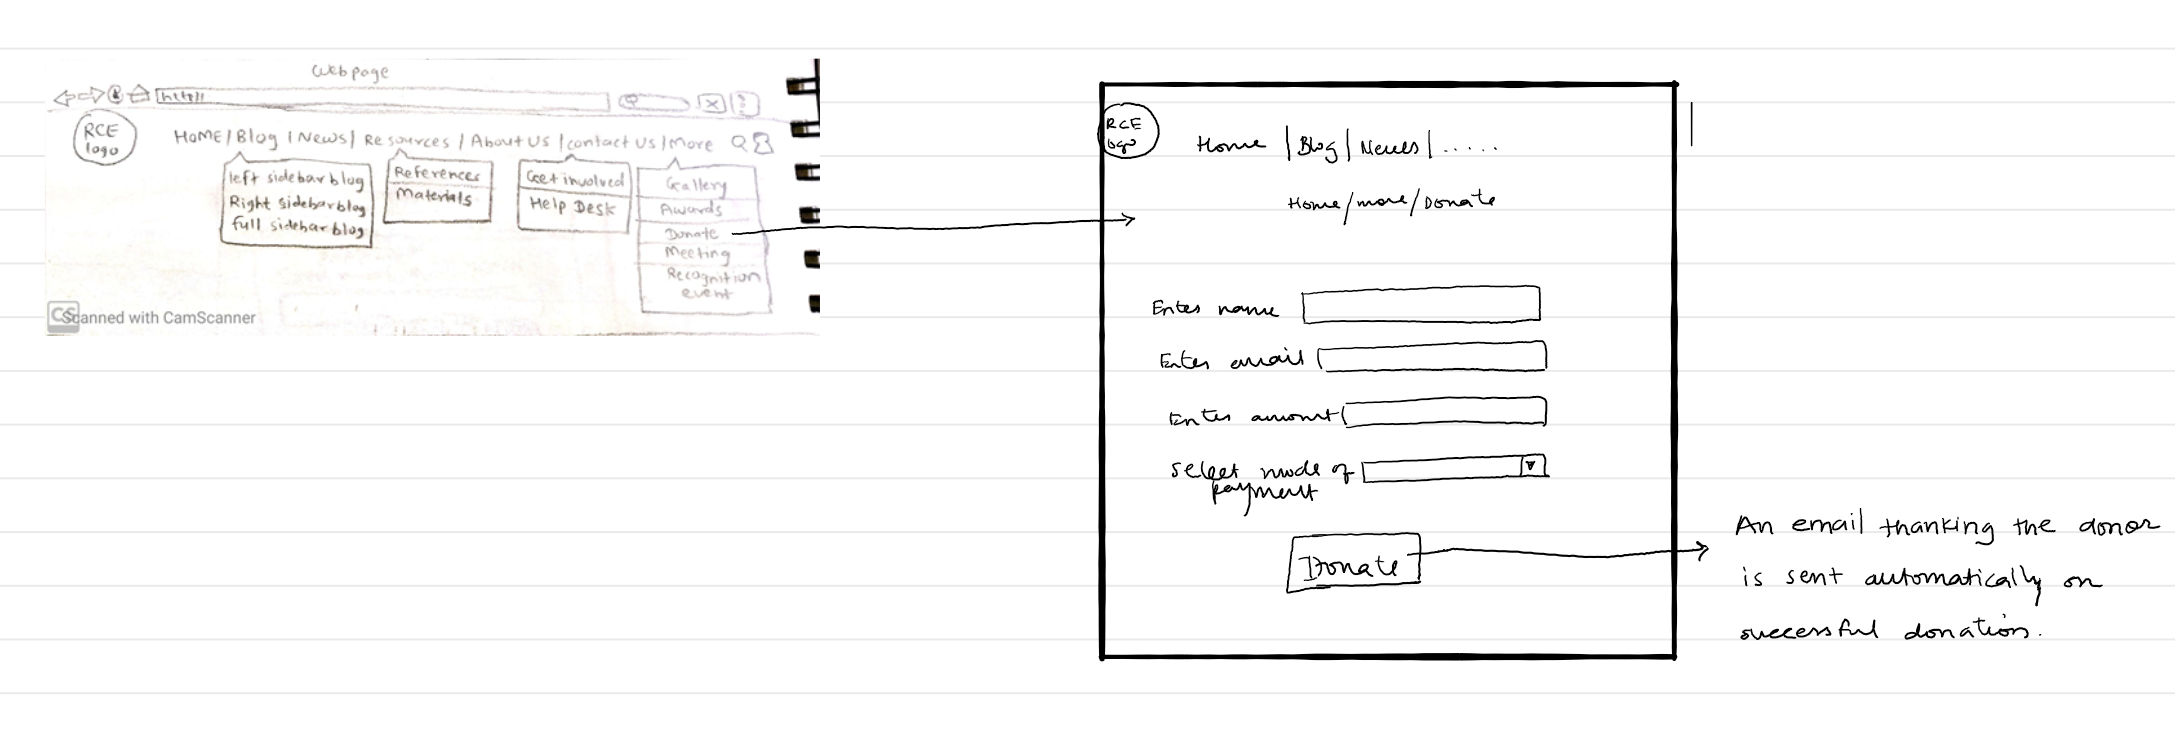 Webpage
http//
RCE
logo
HOME/Blog | News/ Resources / About Us /contact Us /More
left sidebar blog
Right sidebar blog
full sidebar blog
References
Materials
Get involved
Help Desk
Gallery
Awards
Donate
Meeting
Recognition
event
CS
Scanned with CamScanner
RCE
logo
Home | Blog | News | .....
Home/more/Donate
Enter name
Enter email
Enter amount
Select mode of
payment
Donate
An email thanking the donor
is sent automatically on
successful donation.